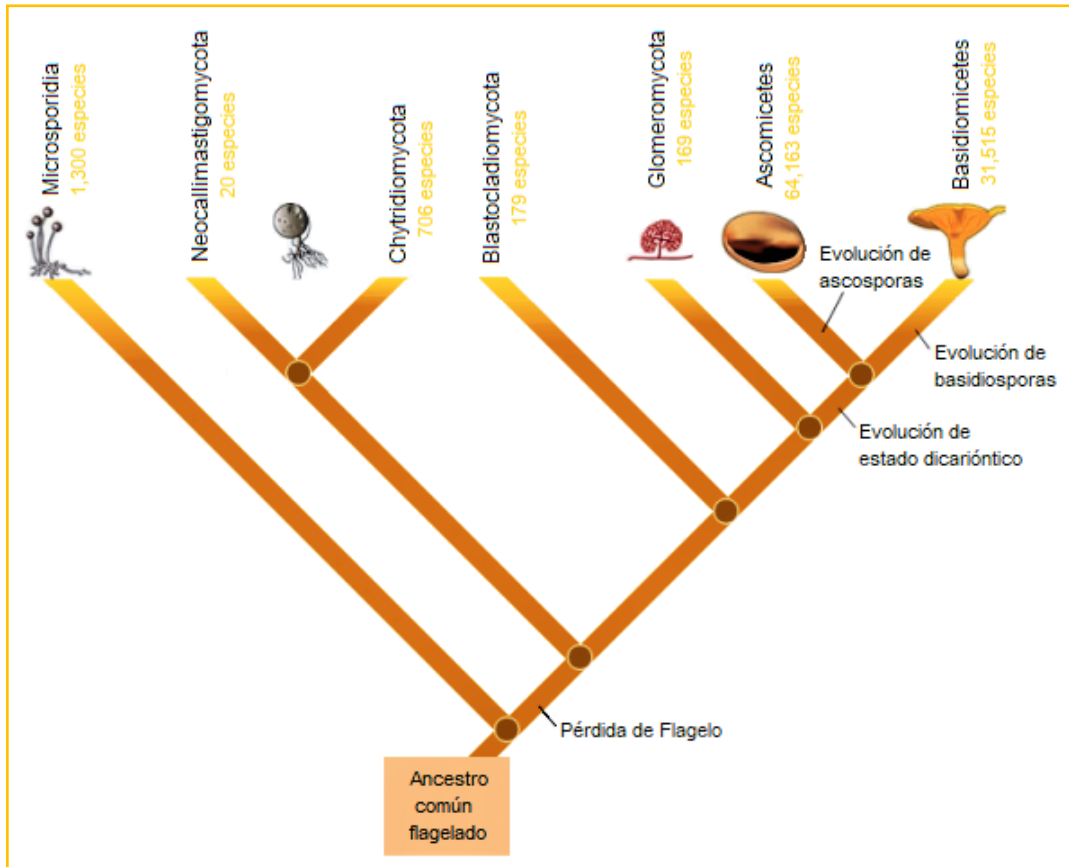 Microsporidia
1,300 especies
Neocallimastigomycota
20 especies
Chytridiomycota
706 especies
Blastocladiomycota
179 especies
Glomeromycota
169 especies
Ascomicetes
64,163 especies
Basidiomicetes
31,515 especies
Evolución de
ascosporas
Evolución de
basidiosporas
Evolución de
estado dicarióntico
Pérdida de Flagelo
Ancestro
común
flagelado